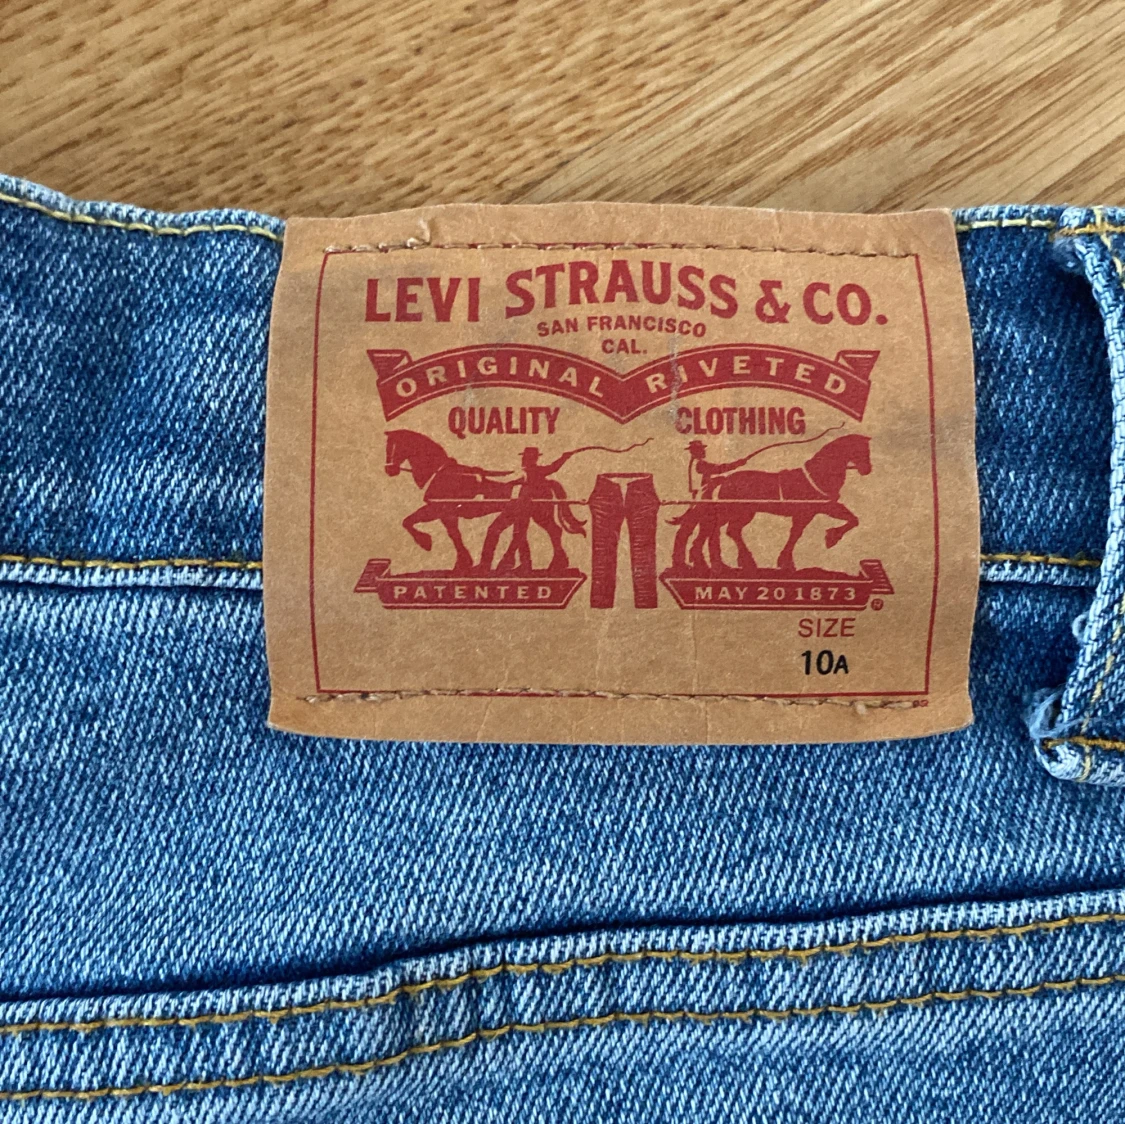 LEVI STRAUSS & CO.
SAN FRANCISCO
CAL.
ORIGINAL RIVETED
QUALITY CLOTHING
PATENTED MAY 20 1873 ®
SIZE
10A